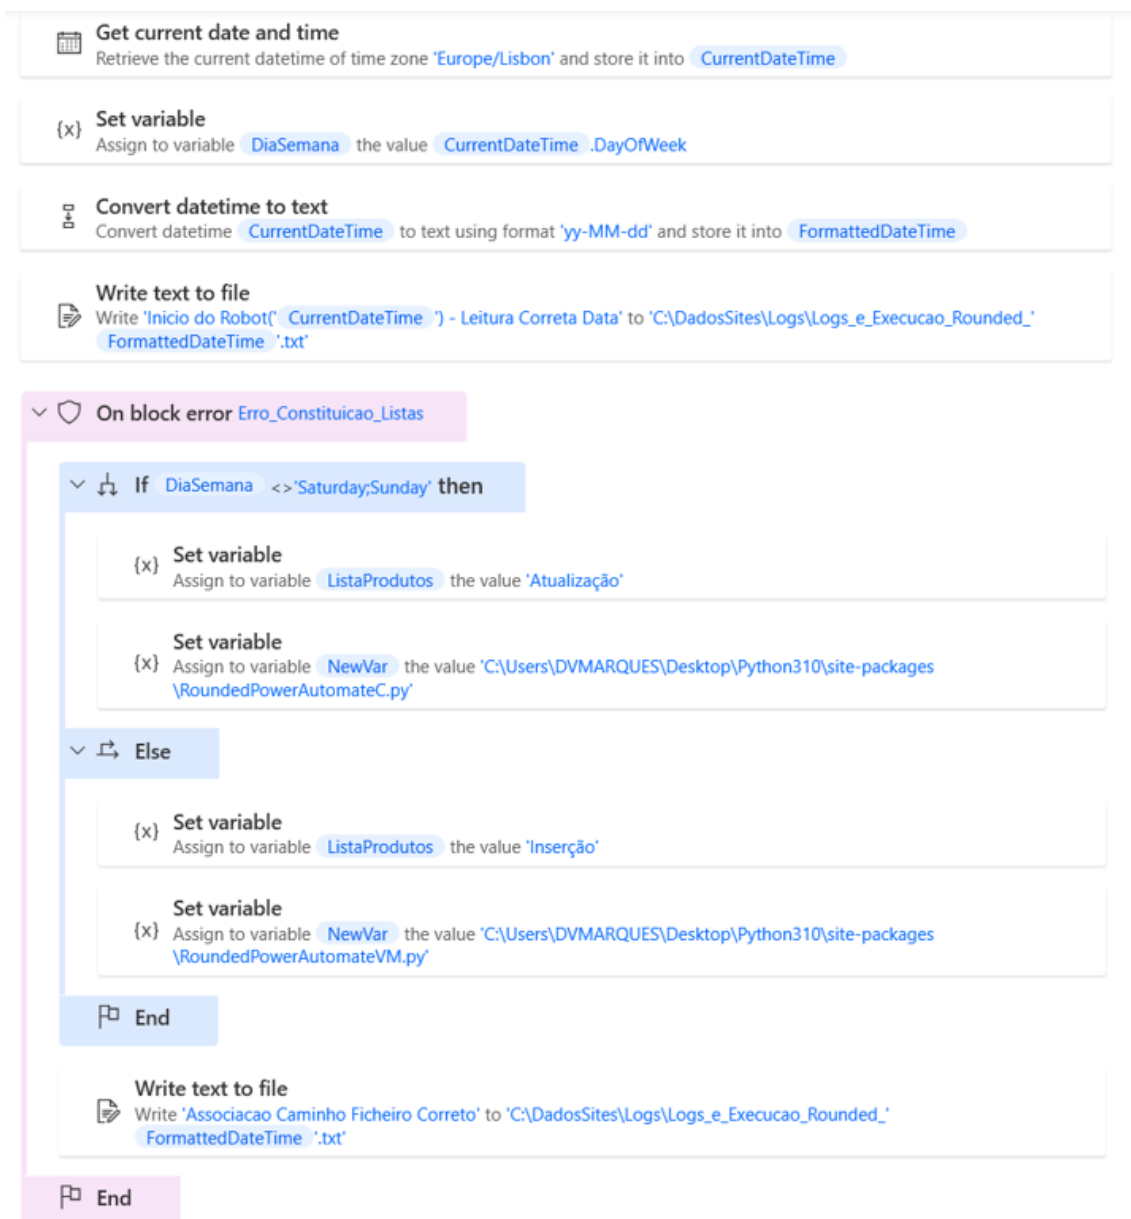 Get current date and time
Retrieve the current datetime of time zone 'Europe/Lisbon' and store it into CurrentDateTime
{x} Set variable
Assign to variable DiaSemana the value CurrentDateTime .DayOfWeek
Convert datetime to text
Convert datetime CurrentDateTime to text using format 'yy-MM-dd' and store it into FormattedDateTime
Write text to file
Write 'Inicio do Robot(' CurrentDateTime ') - Leitura Correta Data' to 'C:\DadosSites\Logs\Logs_e_Execucao_Rounded_'
FormattedDateTime '.txt'
On block error Erro_Constituicao_Listas
If DiaSemana <>'Saturday;Sunday' then
{x} Set variable
Assign to variable ListaProdutos the value 'Atualização'
{x} Set variable
Assign to variable NewVar the value 'C:\Users\DVMARQUES\Desktop\Python310\site-packages
\RoundedPowerAutomateC.py'
Else
{x} Set variable
Assign to variable ListaProdutos the value 'Inserção'
{x} Set variable
Assign to variable NewVar the value 'C:\Users\DVMARQUES\Desktop\Python310\site-packages
\RoundedPowerAutomateVM.py'
End
Write text to file
Write 'Associacao Caminho Ficheiro Correto' to 'C:\DadosSites\Logs\Logs_e_Execucao_Rounded_'
FormattedDateTime '.txt'
End